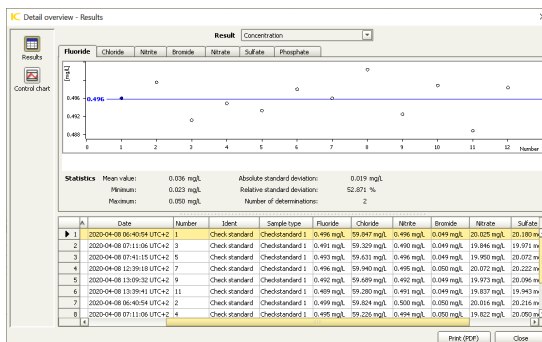 Detail overview - Results
Result Concentration
Results
Control chart
Fluoride Chloride Nitrite Bromide Nitrate Sulfate Phosphate
[mg/L]
0.496 0.496
0.492
0.488
0 1 2 3 4 5 6 7 8 9 10 11 12 Number
Statistics Mean value: 0.036 mg/L Absolute standard deviation: 0.019 mg/L
Minimum: 0.023 mg/L Relative standard deviation: 52.871 %
Maximum: 0.050 mg/L Number of determinations: 2
Date Number Ident Sample type Fluoride Chloride Nitrite Bromide Nitrate Sulfate
1 2020-04-08 06:40:54 UTC+2 1 Check standard Checkstandard 1 0.496 mg/L 59.847 mg/L 0.496 mg/L 0.049 mg/L 20.025 mg/L 20.180 m
2 2020-04-08 07:11:06 UTC+2 3 Check standard Checkstandard 1 0.491 mg/L 59.329 mg/L 0.490 mg/L 0.049 mg/L 19.846 mg/L 19.971 m
3 2020-04-08 07:41:15 UTC+2 5 Check standard Checkstandard 1 0.493 mg/L 59.631 mg/L 0.496 mg/L 0.049 mg/L 19.950 mg/L 20.072 m
4 2020-04-08 12:39:18 UTC+2 7 Check standard Checkstandard 1 0.496 mg/L 59.940 mg/L 0.495 mg/L 0.050 mg/L 20.072 mg/L 20.222 m
5 2020-04-08 13:09:32 UTC+2 9 Check standard Checkstandard 1 0.492 mg/L 59.689 mg/L 0.492 mg/L 0.049 mg/L 19.973 mg/L 20.096 m
6 2020-04-08 13:39:41 UTC+2 11 Check standard Checkstandard 1 0.489 mg/L 59.280 mg/L 0.491 mg/L 0.049 mg/L 19.837 mg/L 19.943 m
7 2020-04-08 06:40:54 UTC+2 2 Check standard Checkstandard 1 0.499 mg/L 59.824 mg/L 0.500 mg/L 0.050 mg/L 20.016 mg/L 20.216 m
8 2020-04-08 07:11:06 UTC+2 4 Check standard Checkstandard 1 0.495 mg/L 59.226 mg/L 0.494 mg/L 0.050 mg/L 19.822 mg/L 20.050 m
Print (PDF) Close